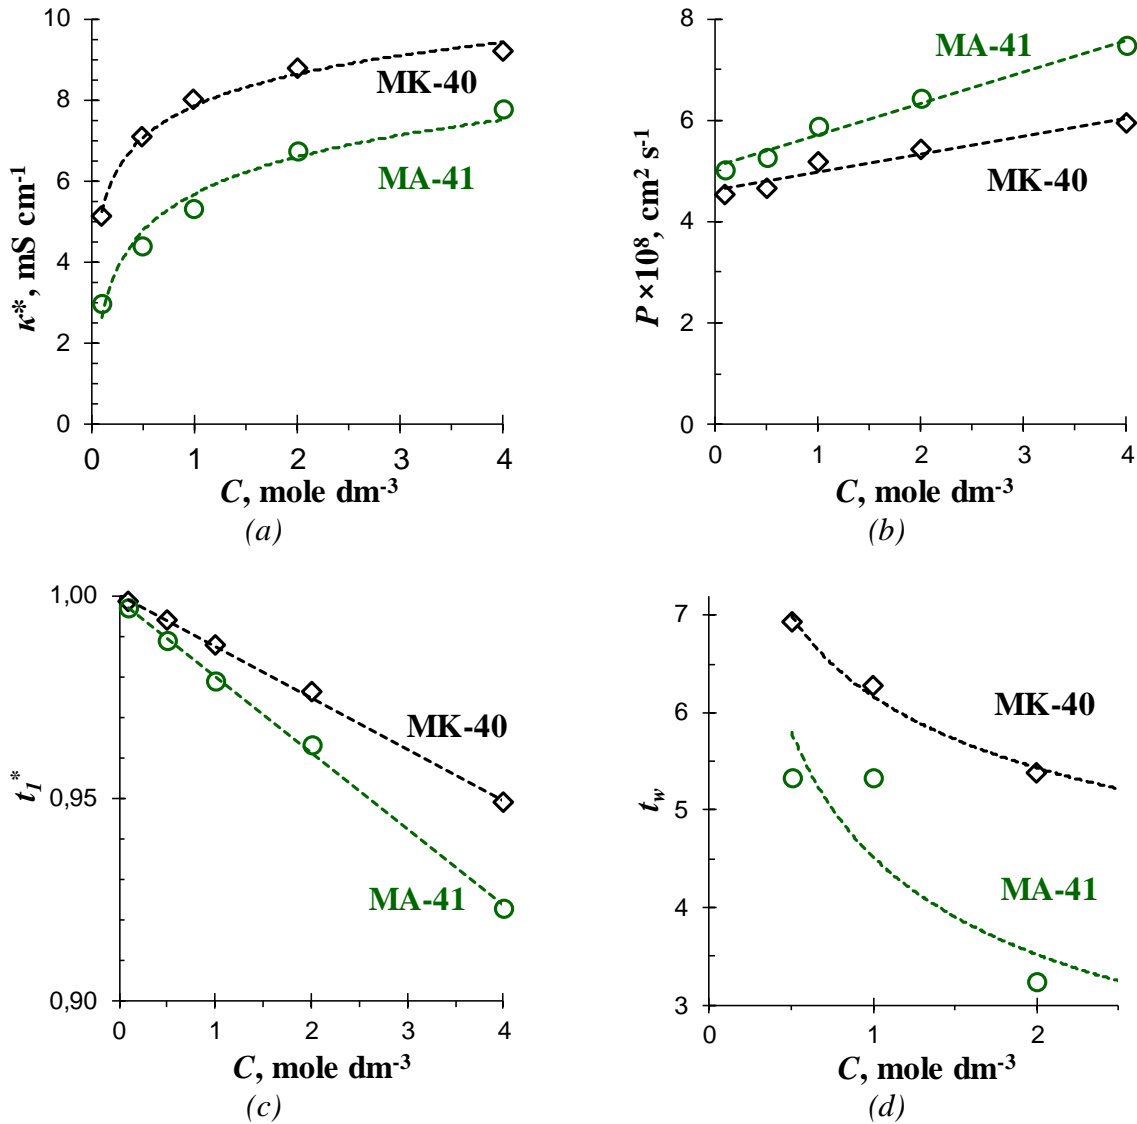 10
8
6
4
2
0
κ*, mS cm⁻¹
MK-40
MA-41
0 1 2 3 4
C, mole dm⁻³
(a)
8
6
4
2
0
P×10⁸, cm² s⁻¹
MA-41
MK-40
0 1 2 3 4
C, mole dm⁻³
(b)
1,00
0,95
0,90
t₁*
MK-40
MA-41
0 1 2 3 4
C, mole dm⁻³
(c)
7
6
5
4
3
t_w
MK-40
MA-41
0 1 2
C, mole dm⁻³
(d)